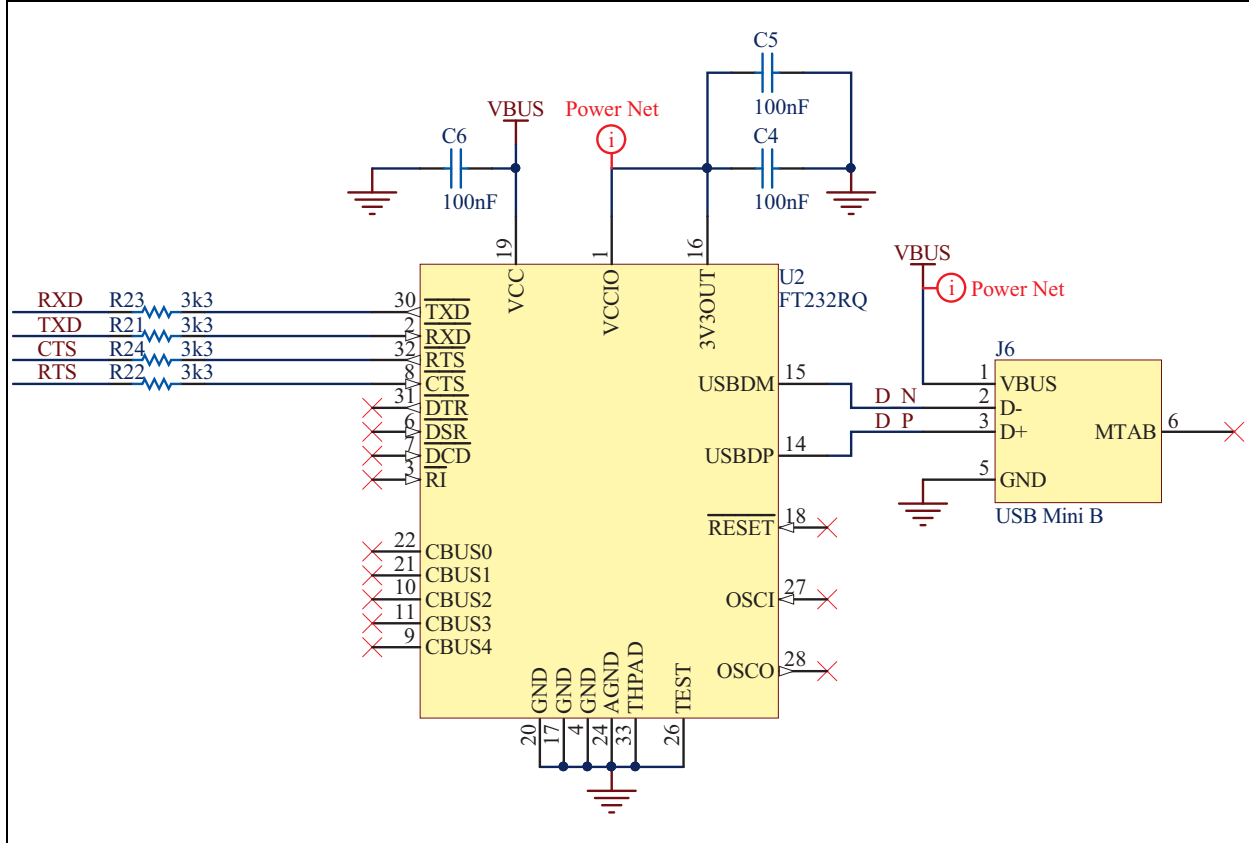 C5
100nF
VBUS
Power Net
C6
C4
100nF
100nF
19
1
16
VCC
VCCIO
3V3OUT
U2
FT232RQ
VBUS
Power Net
RXD R23 3k3 30 TXD
TXD R21 3k3 2 RXD
CTS R24 3k3 32 RTS
RTS R22 3k3 8 CTS
31 DTR
6 DSR
7 DCD
3 RI
USBDM 15 D_N
USBDP 14 D_P
J6
1 VBUS
2 D-
3 D+
MTAB 6
5 GND
USB Mini B
RESET 18
22 CBUS0
21 CBUS1
10 CBUS2
11 CBUS3
9 CBUS4
OSCI 27
OSCO 28
GND
GND
GND
AGND
THPAD
TEST
20
17
4
24
33
26